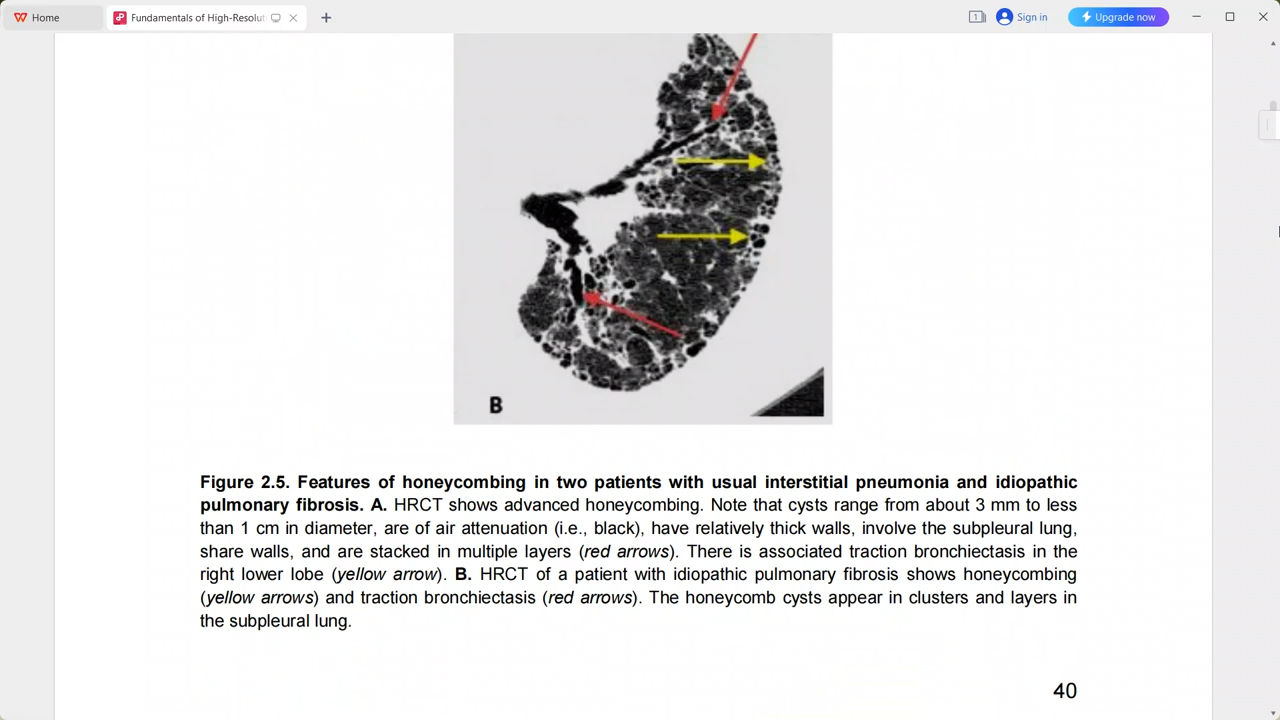 Home
Fundamentals of High-Resolut
1
Sign in
Upgrade now
B
Figure 2.5. Features of honeycombing in two patients with usual interstitial pneumonia and idiopathic
pulmonary fibrosis. A. HRCT shows advanced honeycombing. Note that cysts range from about 3 mm to less
than 1 cm in diameter, are of air attenuation (i.e., black), have relatively thick walls, involve the subpleural lung,
share walls, and are stacked in multiple layers (red arrows). There is associated traction bronchiectasis in the
right lower lobe (yellow arrow). B. HRCT of a patient with idiopathic pulmonary fibrosis shows honeycombing
(yellow arrows) and traction bronchiectasis (red arrows). The honeycomb cysts appear in clusters and layers in
the subpleural lung.
40